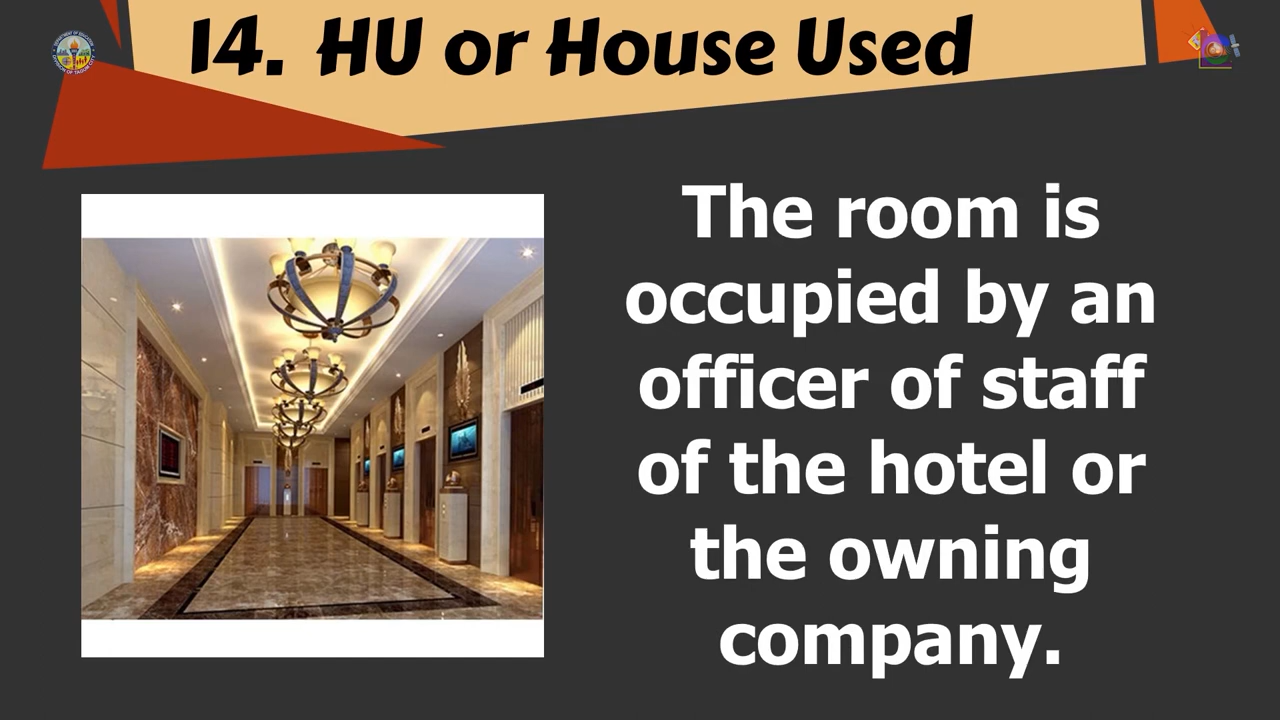 14. HU or House Used
The room is
occupied by an
officer of staff
of the hotel or
the owning
company.